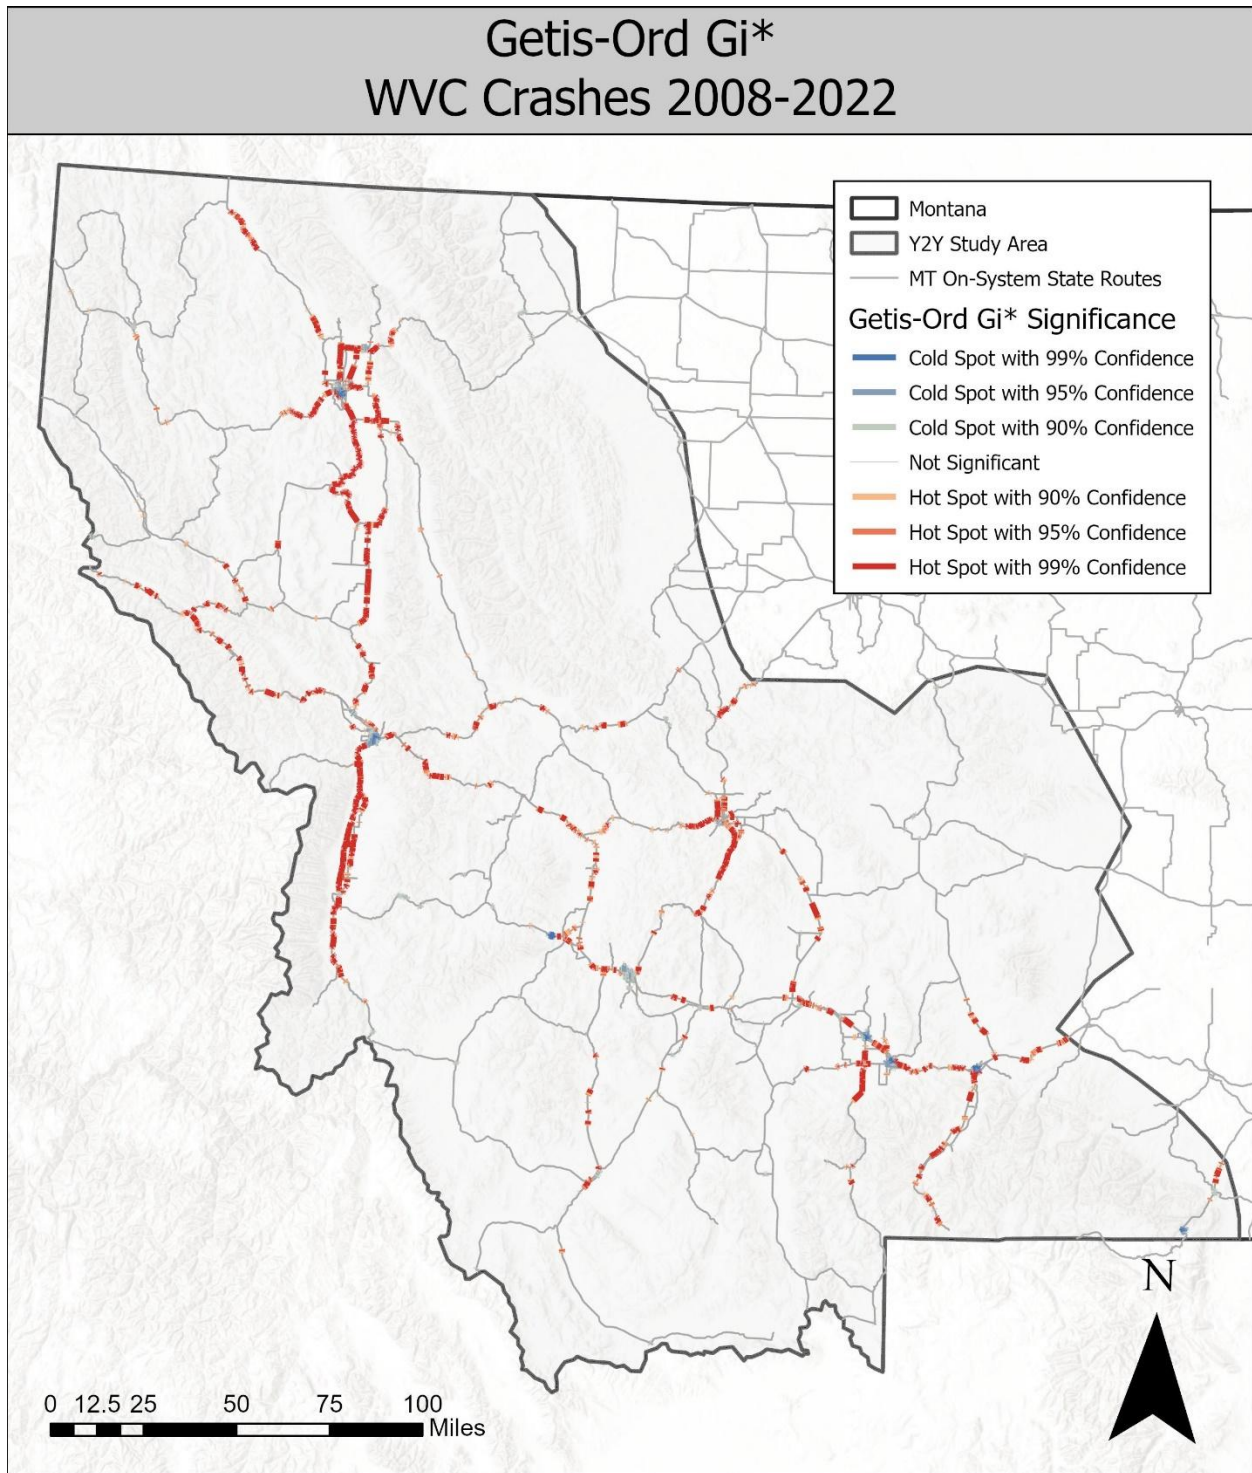 Getis-Ord Gi*
WVC Crashes 2008-2022
Montana
Y2Y Study Area
MT On-System State Routes
Getis-Ord Gi* Significance
Cold Spot with 99% Confidence
Cold Spot with 95% Confidence
Cold Spot with 90% Confidence
Not Significant
Hot Spot with 90% Confidence
Hot Spot with 95% Confidence
Hot Spot with 99% Confidence
N
0 12.5 25 50 75 100
Miles